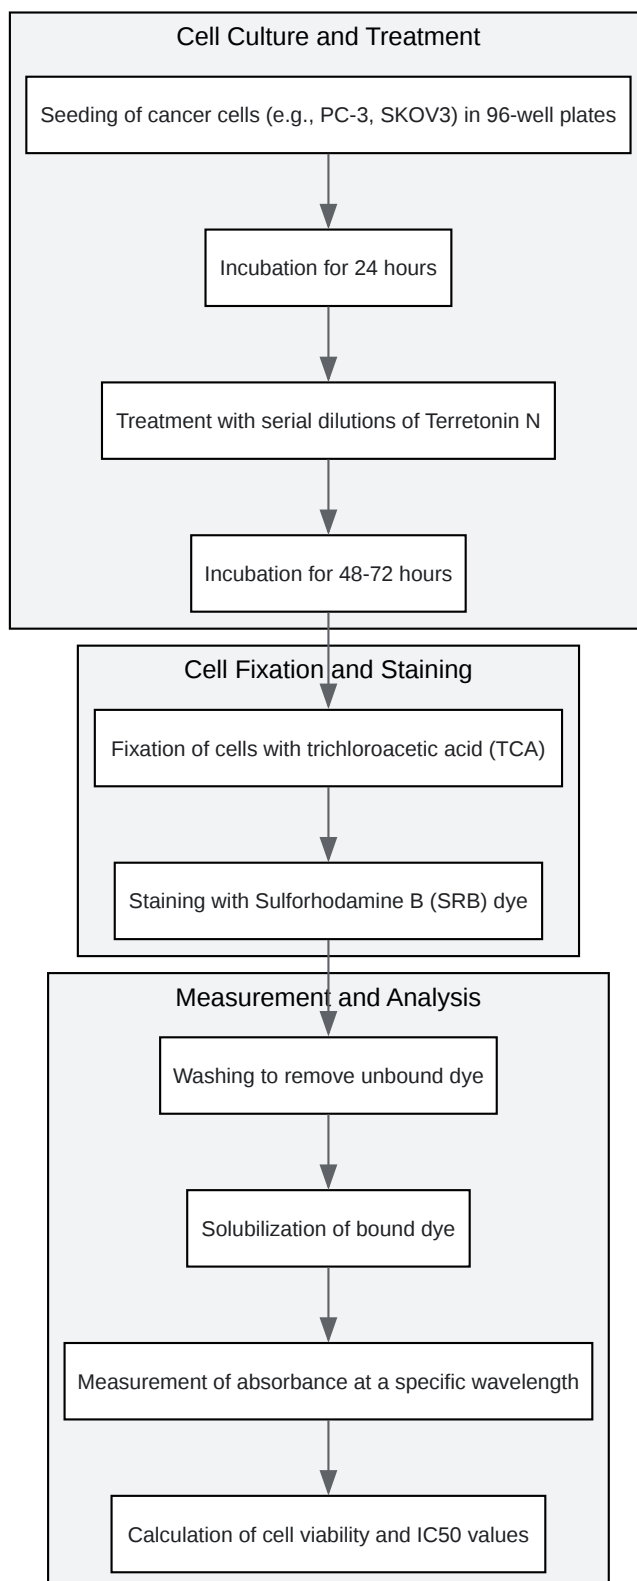 Cell Culture and Treatment
Seeding of cancer cells (e.g., PC-3, SKOV3) in 96-well plates
Incubation for 24 hours
Treatment with serial dilutions of Terretonin N
Incubation for 48-72 hours
Cell Fixation and Staining
Fixation of cells with trichloroacetic acid (TCA)
Staining with Sulforhodamine B (SRB) dye
Measurement and Analysis
Washing to remove unbound dye
Solubilization of bound dye
Measurement of absorbance at a specific wavelength
Calculation of cell viability and IC50 values